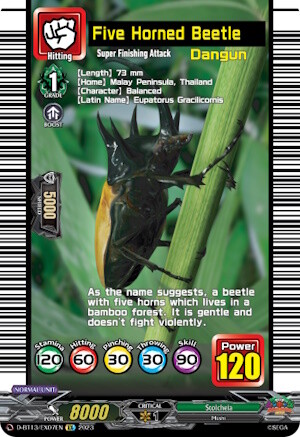 Five Horned Beetle
Hitting
Super Finishing Attack
Dangun
1
GRADE
[Length] 73 mm
[Home] Malay Peninsula, Thailand
[Character] Balanced
[Latin Name] Eupatorus Gracilicornis
BOOST
5000
SHIELD
As the name suggests, a beetle
with five horns which lives in a
bamboo forest. It is gentle and
doesn't fight violently.
Stamina Hitting Pinching Throwing Skill
120 60 30 30 90
Power
120
NORMAL UNIT
POWER 8000
CRITICAL
1
D-BT13/EX07EN
2023
©SEGA